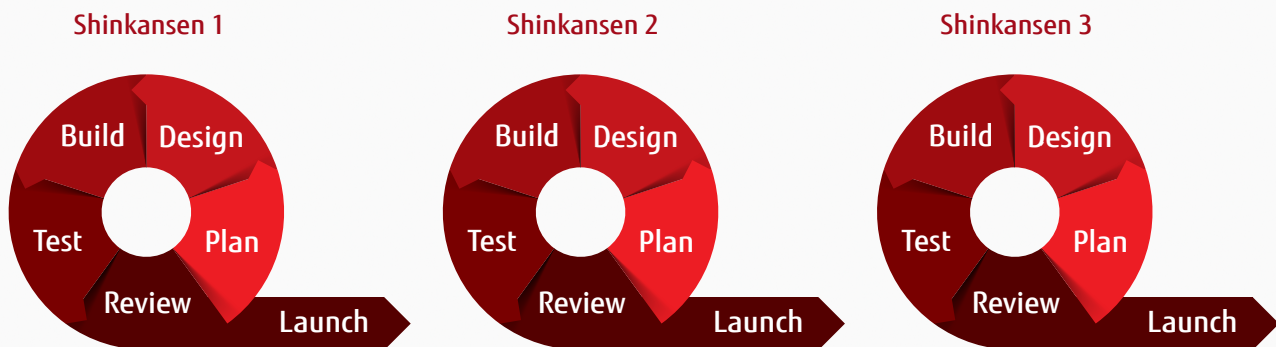 Shinkansen 1
Shinkansen 2
Shinkansen 3
Build
Design
Test
Plan
Review
Launch
Build
Design
Test
Plan
Review
Launch
Build
Design
Test
Plan
Review
Launch